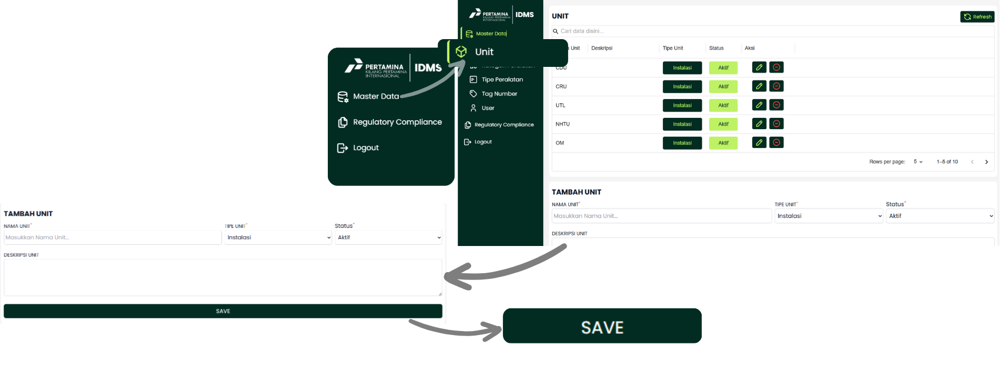 PERTAMINA
KILANG PERTAMINA
INTERNASIONAL
IDMS
Master Data
Regulatory Compliance
Logout
PERTAMINA
KILANG PERTAMINA
INTERNASIONAL
IDMS
Master Data
Unit
Tipe Peralatan
Tag Number
User
Regulatory Compliance
Logout
UNIT
Refresh
Cari data disini...
Unit Deskripsi Tipe Unit Status Aksi
CDU Instalasi Aktif
CRU Instalasi Aktif
UTL Instalasi Aktif
NHTU Instalasi Aktif
OM Instalasi Aktif
Rows per page: 5 1–5 of 10
TAMBAH UNIT
NAMA UNIT* TIPE UNIT* Status*
Masukkan Nama Unit... Instalasi Aktif
DESKRIPSI UNIT
TAMBAH UNIT
NAMA UNIT* TIPE UNIT* Status*
Masukkan Nama Unit... Instalasi Aktif
DESKRIPSI UNIT
SAVE
SAVE